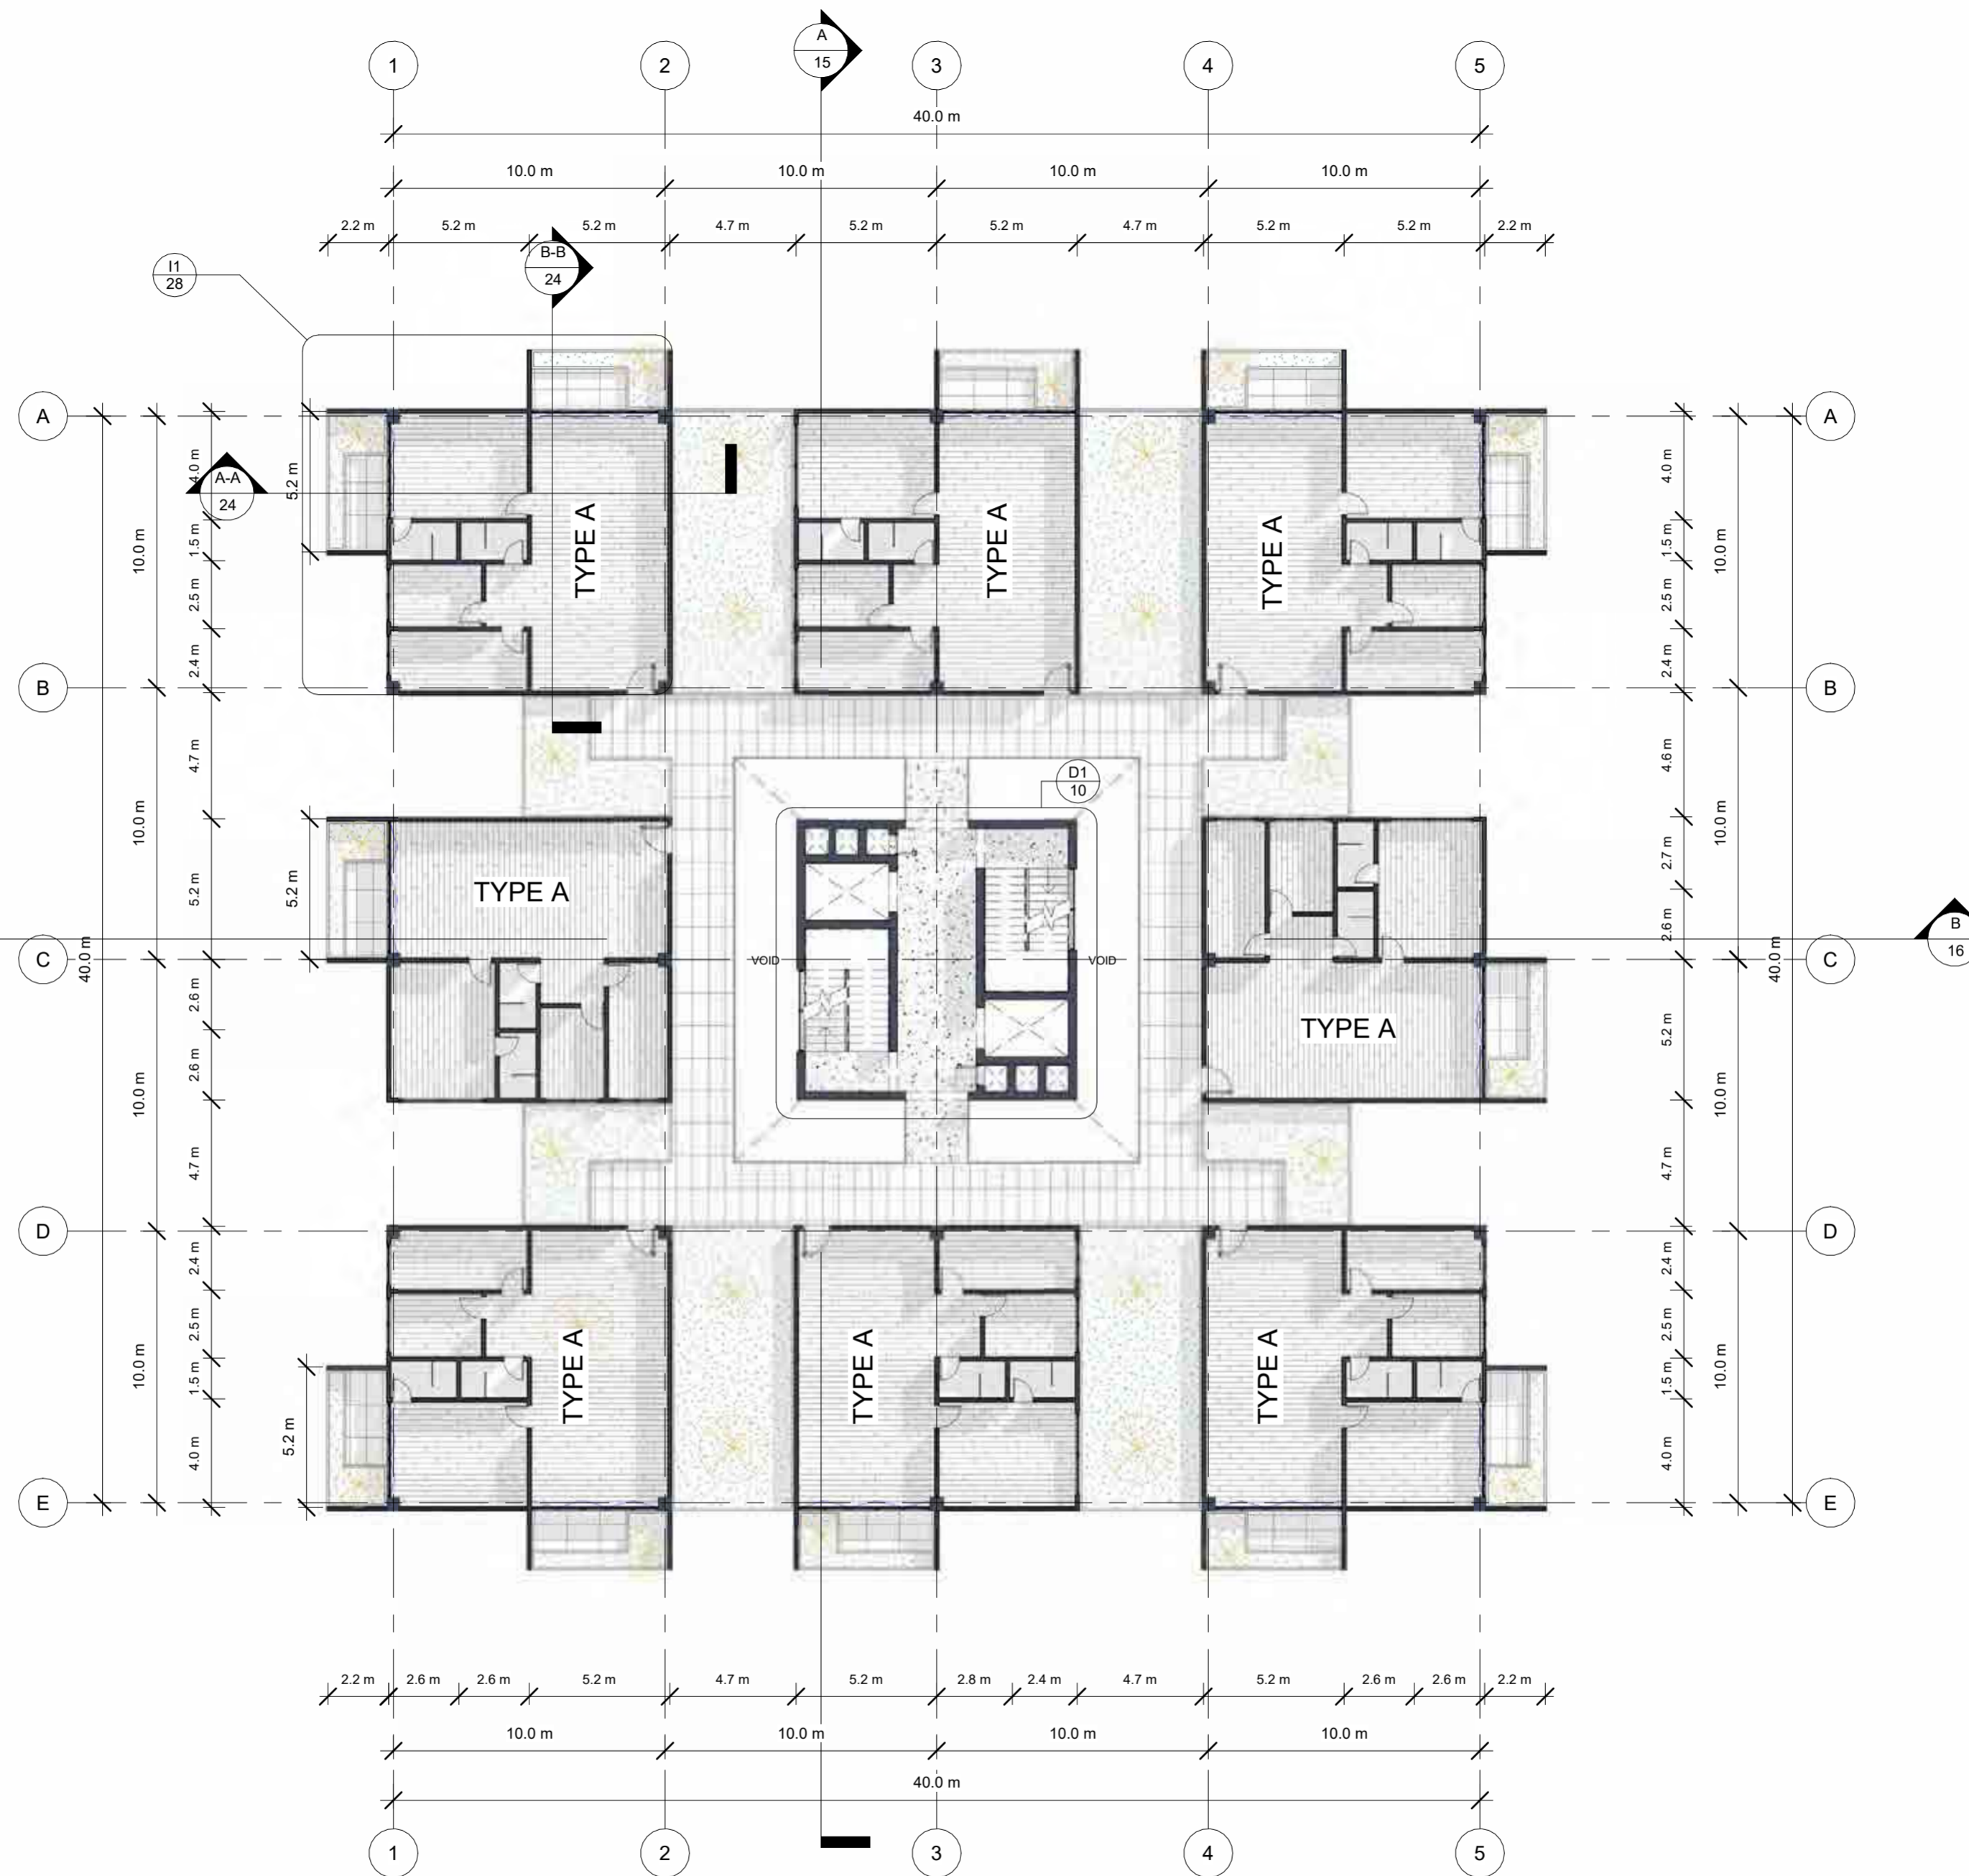 A
15
1
2
3
4
5
40.0 m
10.0 m
10.0 m
10.0 m
10.0 m
2.2 m
5.2 m
5.2 m
4.7 m
5.2 m
5.2 m
4.7 m
5.2 m
5.2 m
2.2 m
I1
28
B-B
24
A
A
A-A
24
4.0 m
5.2 m
1.5 m
10.0 m
2.5 m
2.4 m
TYPE A
TYPE A
TYPE A
4.0 m
1.5 m
10.0 m
2.5 m
2.4 m
B
B
4.7 m
10.0 m
5.2 m
5.2 m
TYPE A
D1
10
4.6 m
10.0 m
2.7 m
2.6 m
B
16
C
40.0 m
VOID
VOID
40.0 m
C
2.6 m
2.6 m
10.0 m
4.7 m
TYPE A
5.2 m
10.0 m
4.7 m
D
D
2.4 m
2.5 m
10.0 m
1.5 m
4.0 m
5.2 m
TYPE A
TYPE A
TYPE A
2.4 m
2.5 m
10.0 m
1.5 m
4.0 m
E
E
2.2 m
2.6 m
2.6 m
5.2 m
4.7 m
5.2 m
2.8 m
2.4 m
4.7 m
5.2 m
2.6 m
2.6 m
2.2 m
10.0 m
10.0 m
10.0 m
10.0 m
40.0 m
1
2
3
4
5